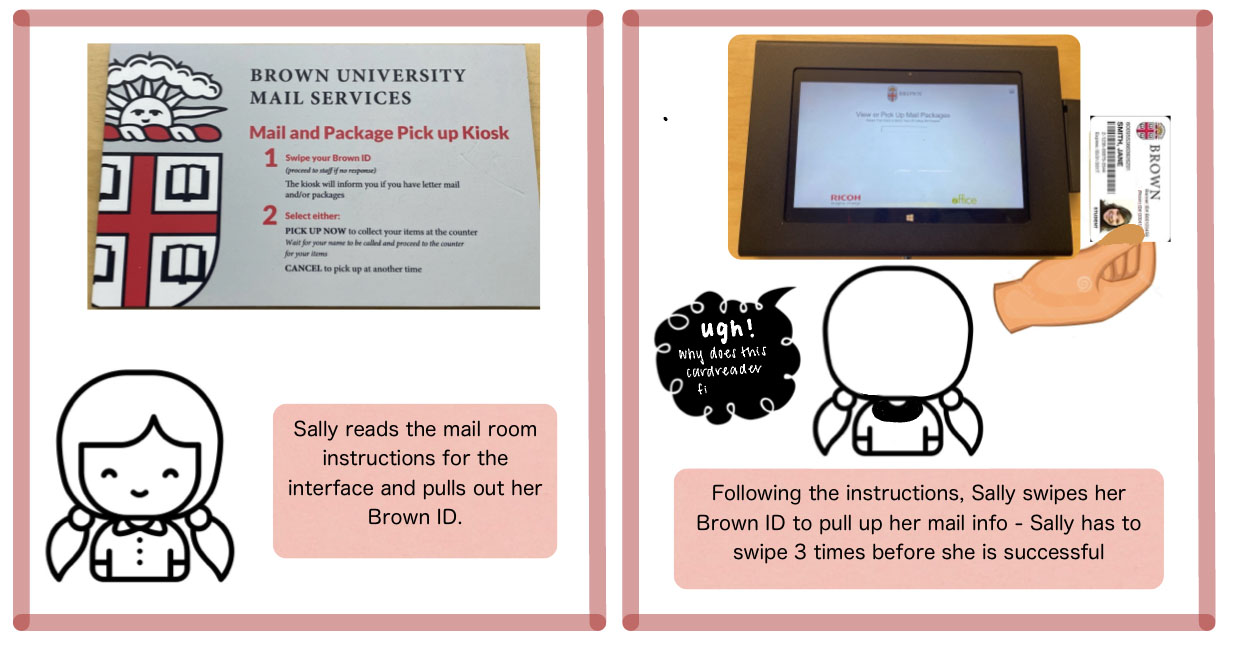 BROWN UNIVERSITY
MAIL SERVICES
Mail and Package Pick up Kiosk
1 Swipe your Brown ID
(proceed to staff if no response)
The kiosk will inform you if you have letter mail
and/or packages
2 Select either:
PICK UP NOW to collect your items at the counter
Wait for your name to be called and proceed to the counter
for your items
CANCEL to pick up at another time
Sally reads the mail room
instructions for the
interface and pulls out her
Brown ID.
BROWN
View or Pick Up Mail Packages
RICOH
office
BROWN
SMITH, JANE
STUDENT
ugh!
why does this
cardreader
fi
Following the instructions, Sally swipes her
Brown ID to pull up her mail info - Sally has to
swipe 3 times before she is successful